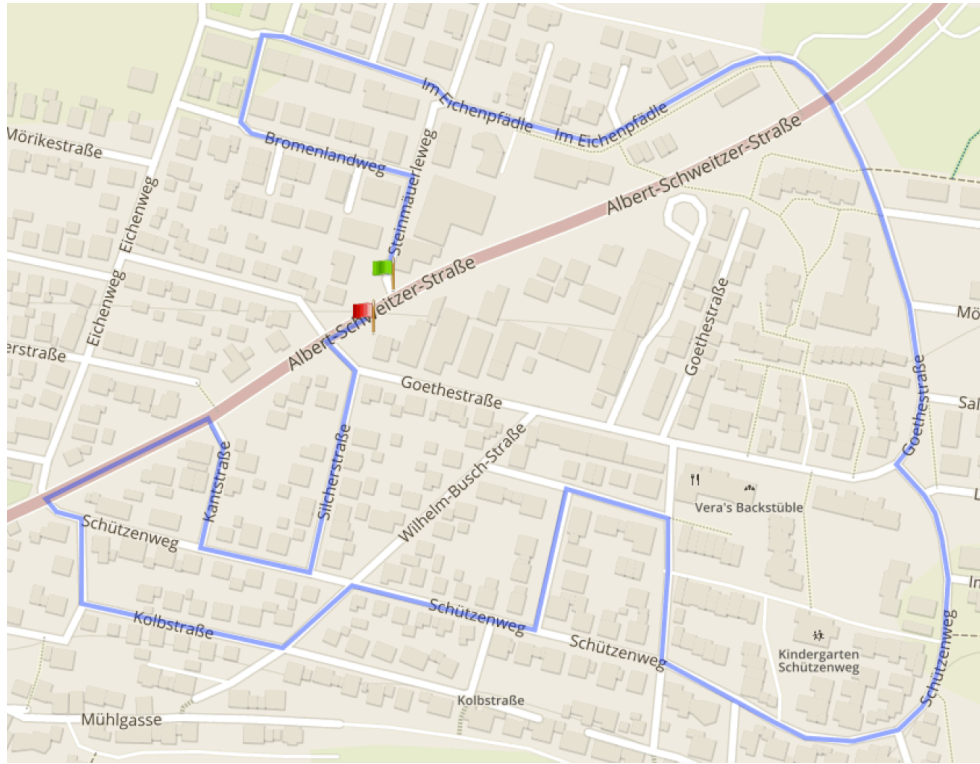 Im Eichenpfädle
Im Eichenpfädle
Mörikestraße
Bromenlandweg
Albert-Schweitzer-Straße
Eichenweg
Steinmäuerleweg
Eichenweg
Albert-Schweitzer-Straße
Goethestraße
Mö
erstraße
Goethestraße
Goethestraße
Sal
Kantstraße
Silcherstraße
Wilhelm-Busch-Straße
Vera's Backstüble
L
Schützenweg
Kolbstraße
Schützenweg
Schützenweg
In
Kindergarten
Schützenweg
Schützenweg
Kolbstraße
Mühlgasse